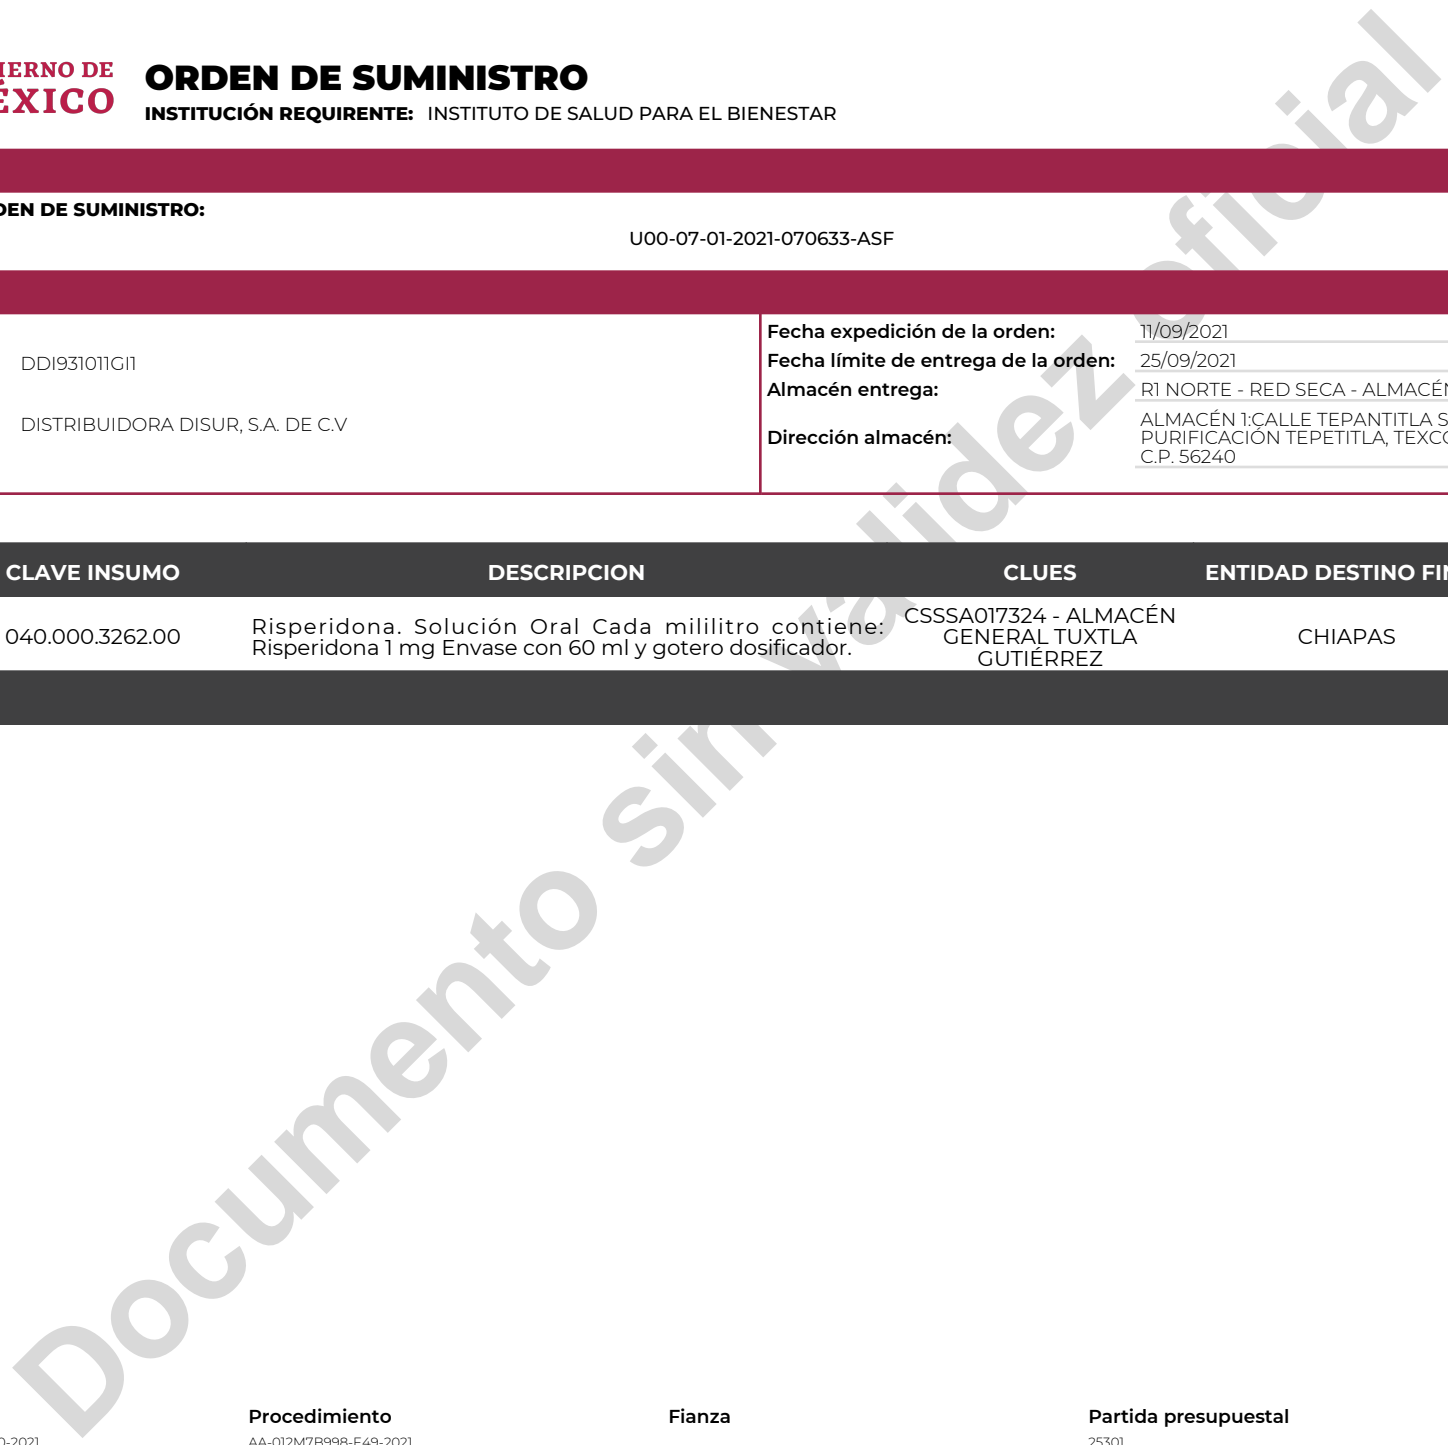 ORDEN DE SUMINISTRO
INSTITUCIÓN REQUIRENTE: INSTITUTO DE SALUD PARA EL BIENESTAR
DE
XICO
DE SUMINISTRO:
U00-07-01-2021-070633-ASF
DDI931011GI1
DISTRIBUIDORA DISUR, S.A. DE C.V
Fecha expedición de la orden: 11/09/2021
Fecha límite de entrega de la orden: 25/09/2021
Almacén entrega: R1 NORTE - RED SECA - ALMACÉN
Dirección almacén: ALMACÉN 1:CALLE TEPANTITLA S
PURIFICACIÓN TEPETITLA, TEXCO
C.P. 56240
CLAVE INSUMO DESCRIPCION CLUES ENTIDAD DESTINO FIN
040.000.3262.00
Risperidona. Solución Oral Cada mililitro contiene:
Risperidona 1 mg Envase con 60 ml y gotero dosificador.
CSSSA017324 - ALMACÉN
GENERAL TUXTLA
GUTIÉRREZ
CHIAPAS
Documento sin validez oficial
Procedimiento Fianza Partida presupuestal
-2021 AA-012M7B998-E49-2021 25301